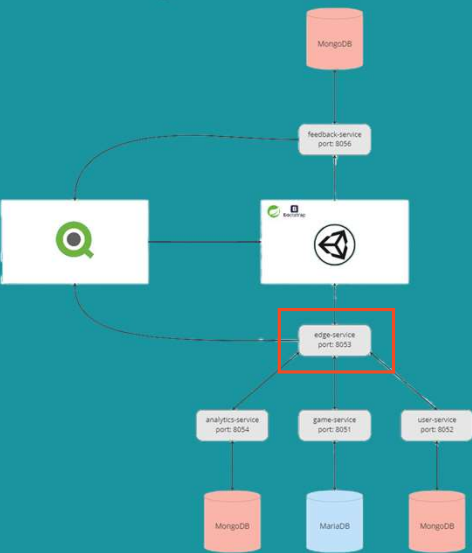 MongoDB
feedback-service
port: 8056
Bootstrap
edge-service
port: 8053
analytics-service
port: 8054
game-service
port: 8051
user-service
port: 8052
MongoDB
MariaDB
MongoDB